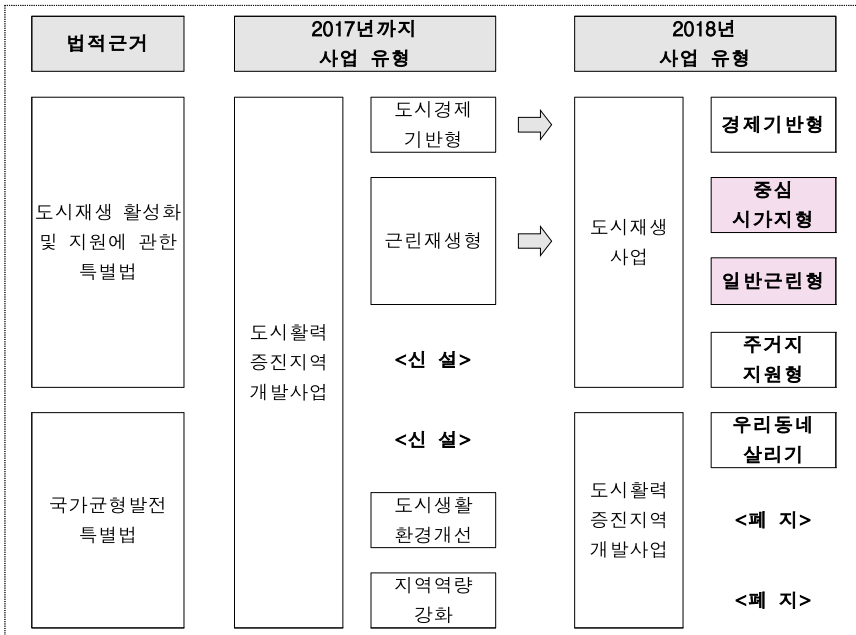 법적근거
2017년까지
사업 유형
2018년
사업 유형
도시재생 활성화
및 지원에 관한
특별법
국가균형발전
특별법
도시활력
증진지역
개발사업
도시경제
기반형
근린재생형
<신 설>
<신 설>
도시생활
환경개선
지역역량
강화
도시재생
사업
도시활력
증진지역
개발사업
경제기반형
중심
시가지형
일반근린형
주거지
지원형
우리동네
살리기
<폐 지>
<폐 지>